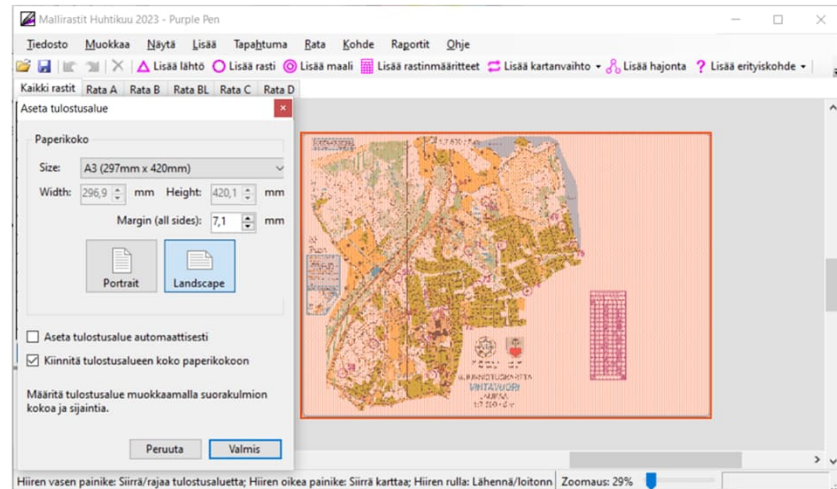 Mallirastit Huhtikuu 2023 - Purple Pen
Tiedosto Muokkaa Näytä Lisää Tapahtuma Rata Kohde Raportit Ohje
Lisää lähtö Lisää rasti Lisää maali Lisää rastinmääritteet Lisää kartanvaihto Lisää hajonta Lisää erityiskohde
Kaikki rastit Rata A Rata B Rata BL Rata C Rata D
Aseta tulostusalue
Paperikoko
Size: A3 (297mm x 420mm)
Width: 296,9 mm Height: 420,1 mm
Margin (all sides): 7,1 mm
Portrait Landscape
Aseta tulostusalue automaattisesti
Kiinnitä tulostusalueen koko paperikokoon
Määritä tulostusalue muokkaamalla suorakulmion
kokoa ja sijaintia.
Peruuta Valmis
SUUNNISTUSKARTTA
VIHTAVUORI
LAUKAA
Hiiren vasen painike: Siirrä/rajaa tulostusaluetta; Hiiren oikea painike: Siirrä karttaa; Hiiren rulla: Lähennä/loitonn Zoomaus: 29%